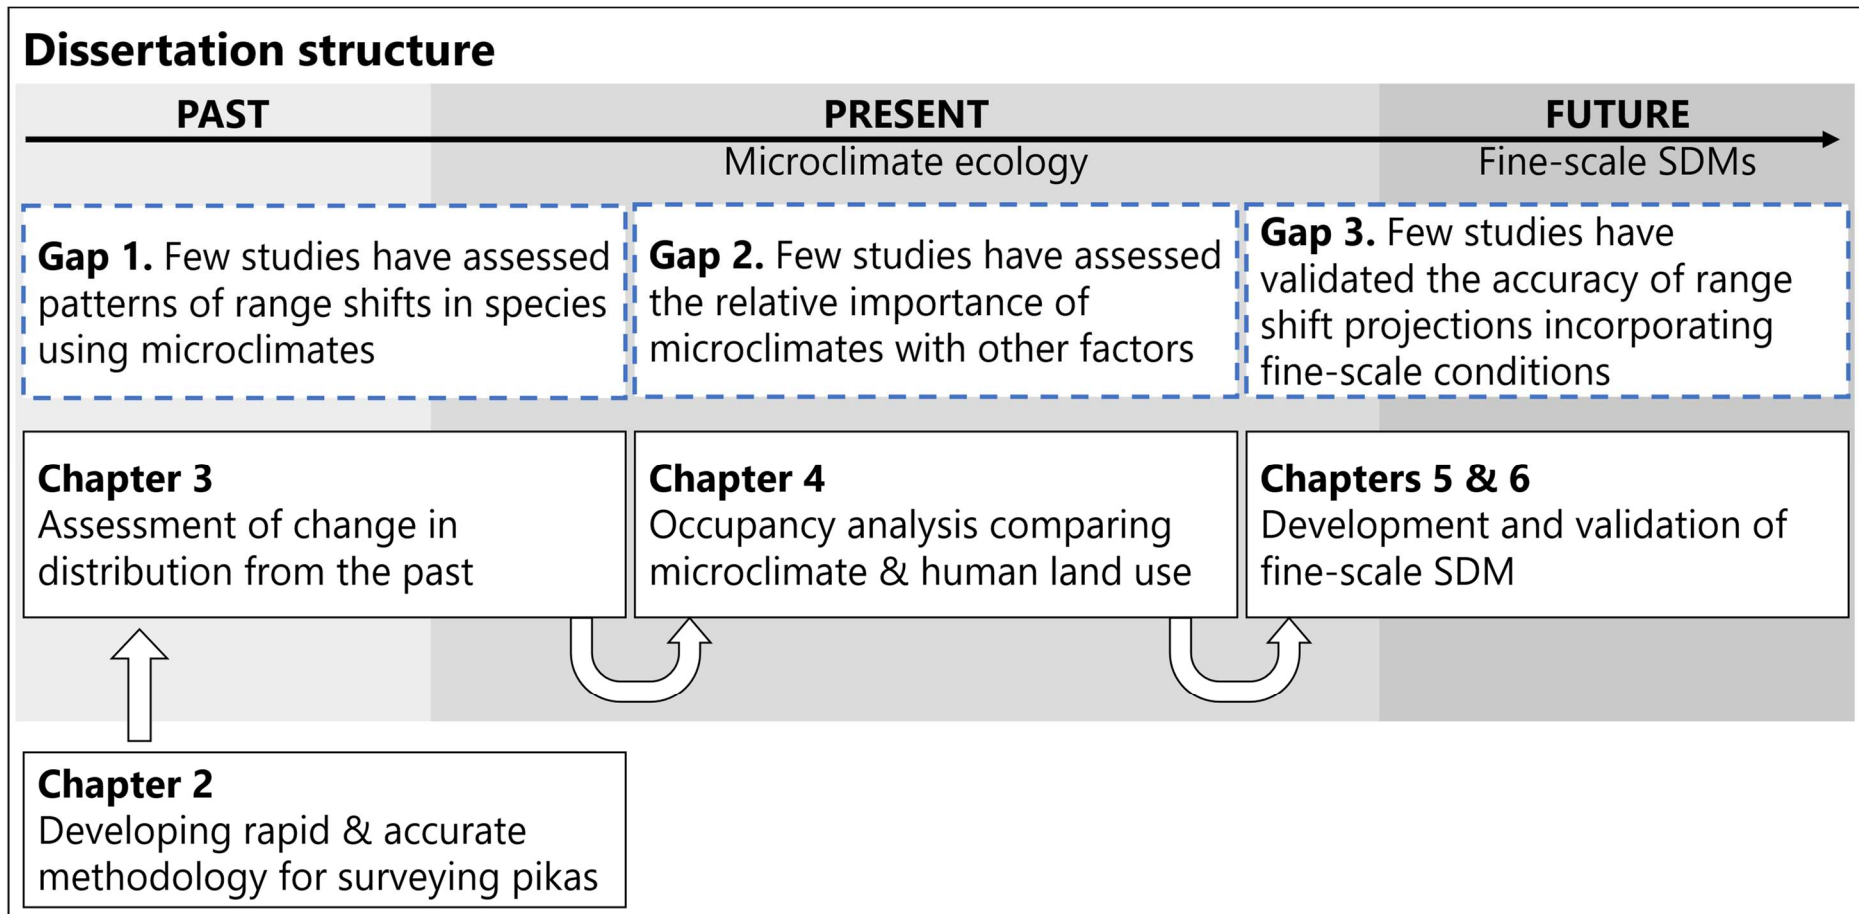 Dissertation structure
PAST
PRESENT
FUTURE
Microclimate ecology
Fine-scale SDMs
Gap 1. Few studies have assessed
patterns of range shifts in species
using microclimates
Gap 2. Few studies have assessed
the relative importance of
microclimates with other factors
Gap 3. Few studies have
validated the accuracy of range
shift projections incorporating
fine-scale conditions
Chapter 3
Assessment of change in
distribution from the past
Chapter 4
Occupancy analysis comparing
microclimate & human land use
Chapters 5 & 6
Development and validation of
fine-scale SDM
Chapter 2
Developing rapid & accurate
methodology for surveying pikas